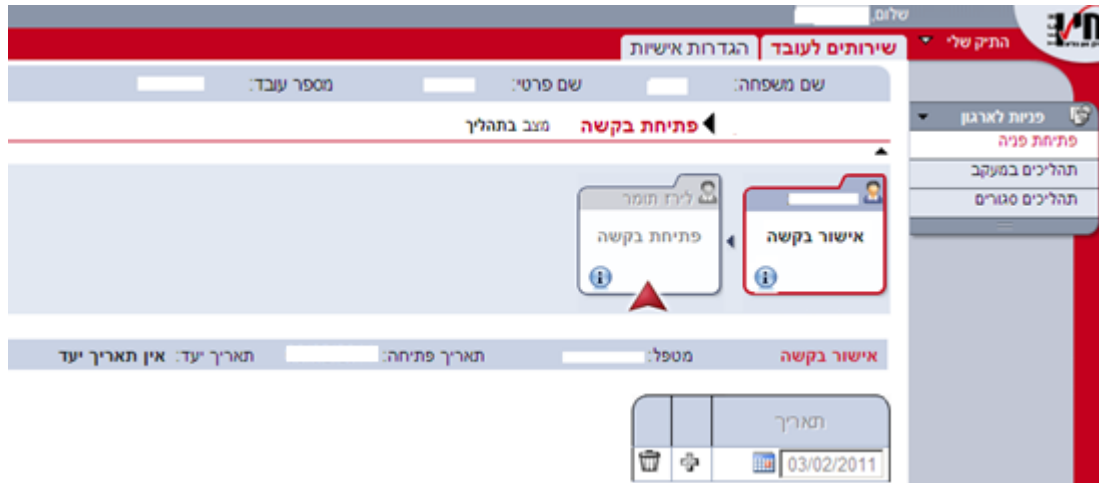 שלום,
התיק שלי
שירותים לעובד
הגדרות אישיות
שם משפחה:
שם פרטי:
מספר עובד:
פניות לארגון
פתיחת פניה
תהליכים במעקב
תהליכים סגורים
פתיחת בקשה מצב בתהליך
לירז תומר
אישור בקשה
פתיחת בקשה
אישור בקשה מטפל: תאריך פתיחה: תאריך יעד: אין תאריך יעד
תאריך
03/02/2011